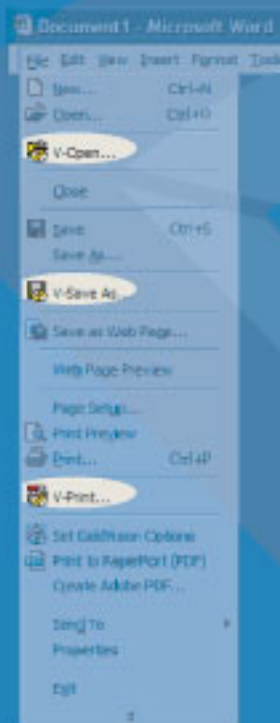 Document1 - Microsoft Word
File Edit View Insert Format Tools
New... Ctrl+N
Open... Ctrl+O
V-Open...
Close
Save Ctrl+S
Save As...
V-Save As
Save as Web Page...
Web Page Preview
Page Setup...
Print Preview
Print... Ctrl+P
V-Print...
Set GoldMine Options
Print to PaperPort (PDF)
Create Adobe PDF...
Send To
Properties
Exit